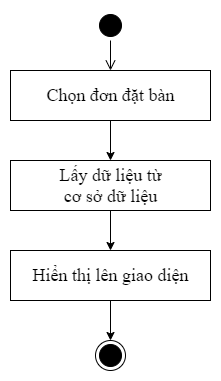 Chọn đơn đặt bàn
Lấy dữ liệu từ
cơ sở dữ liệu
Hiển thị lên giao diện